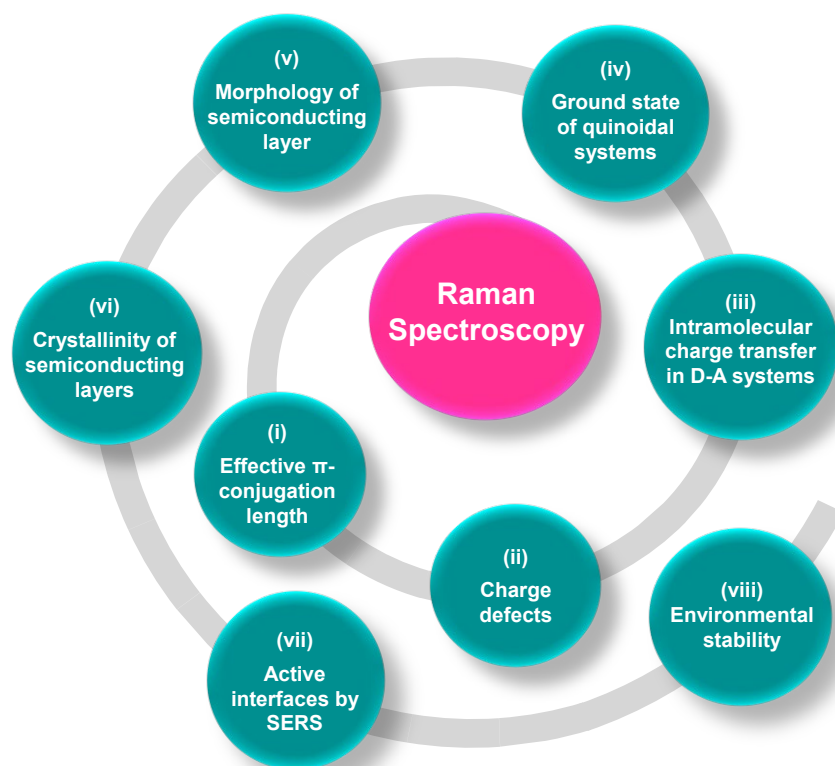 Raman
Spectroscopy
(i)
Effective π-
conjugation
length
(ii)
Charge
defects
(iii)
Intramolecular
charge transfer
in D-A systems
(iv)
Ground state
of quinoidal
systems
(v)
Morphology of
semiconducting
layer
(vi)
Crystallinity of
semiconducting
layers
(vii)
Active
interfaces by
SERS
(viii)
Environmental
stability